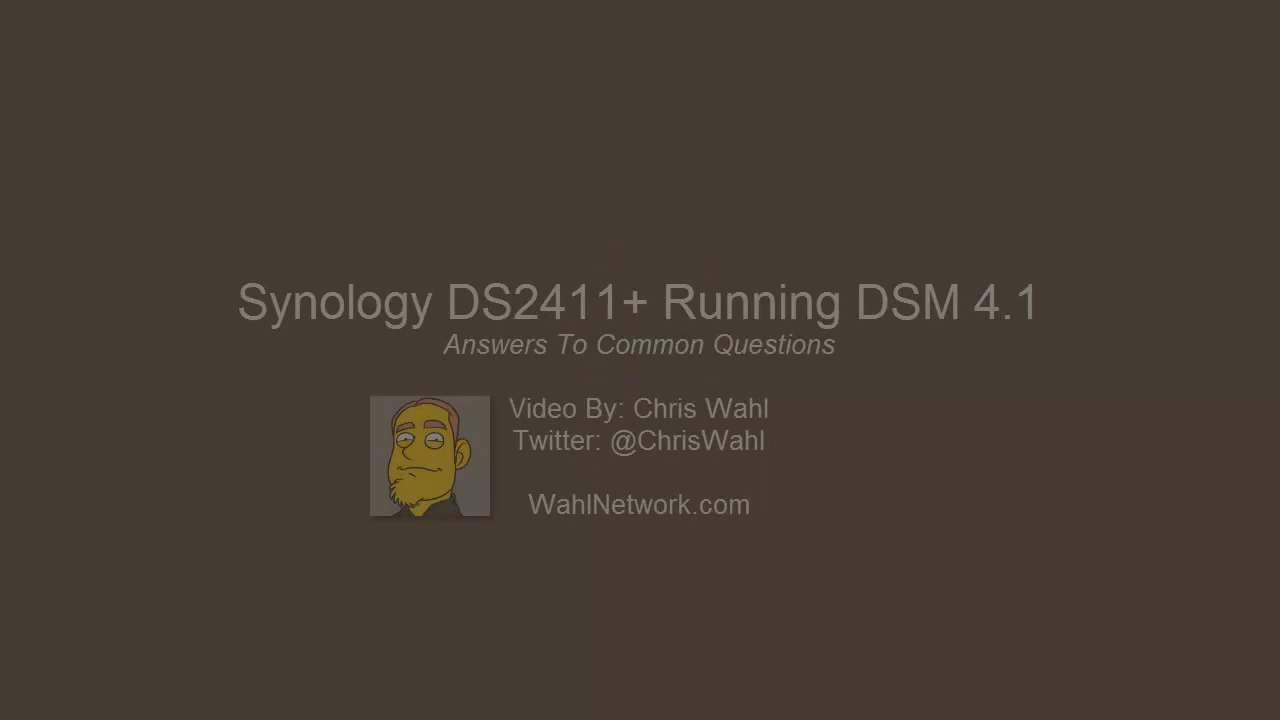 Synology DS2411+ Running DSM 4.1
Answers To Common Questions
Video By: Chris Wahl
Twitter: @ChrisWahl
WahlNetwork.com